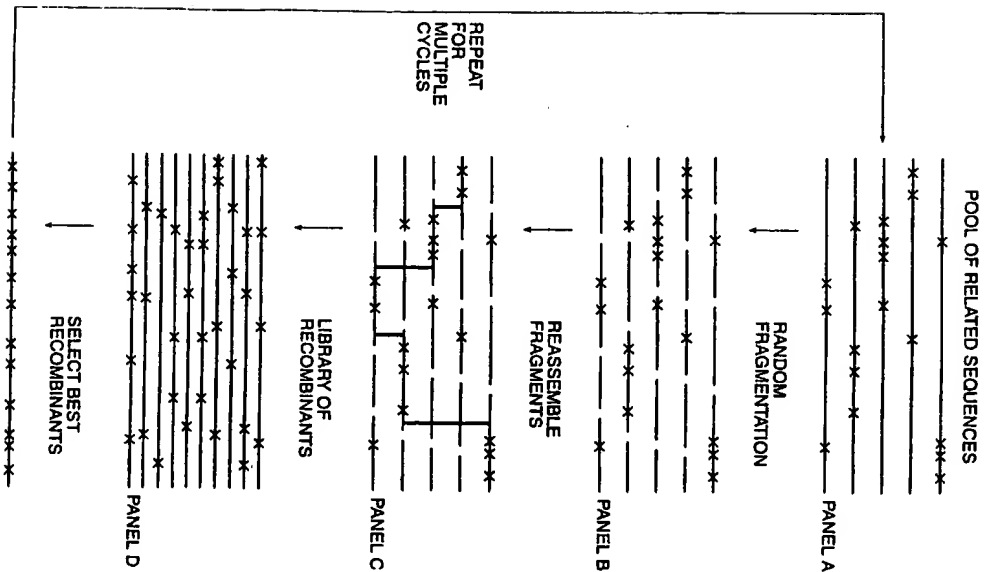 POOL OF RELATED SEQUENCES
PANEL A
RANDOM
FRAGMENTATION
PANEL B
REASSEMBLE
FRAGMENTS
PANEL C
LIBRARY OF
RECOMBINANTS
PANEL D
SELECT BEST
RECOMBINANTS
REPEAT
FOR
MULTIPLE
CYCLES